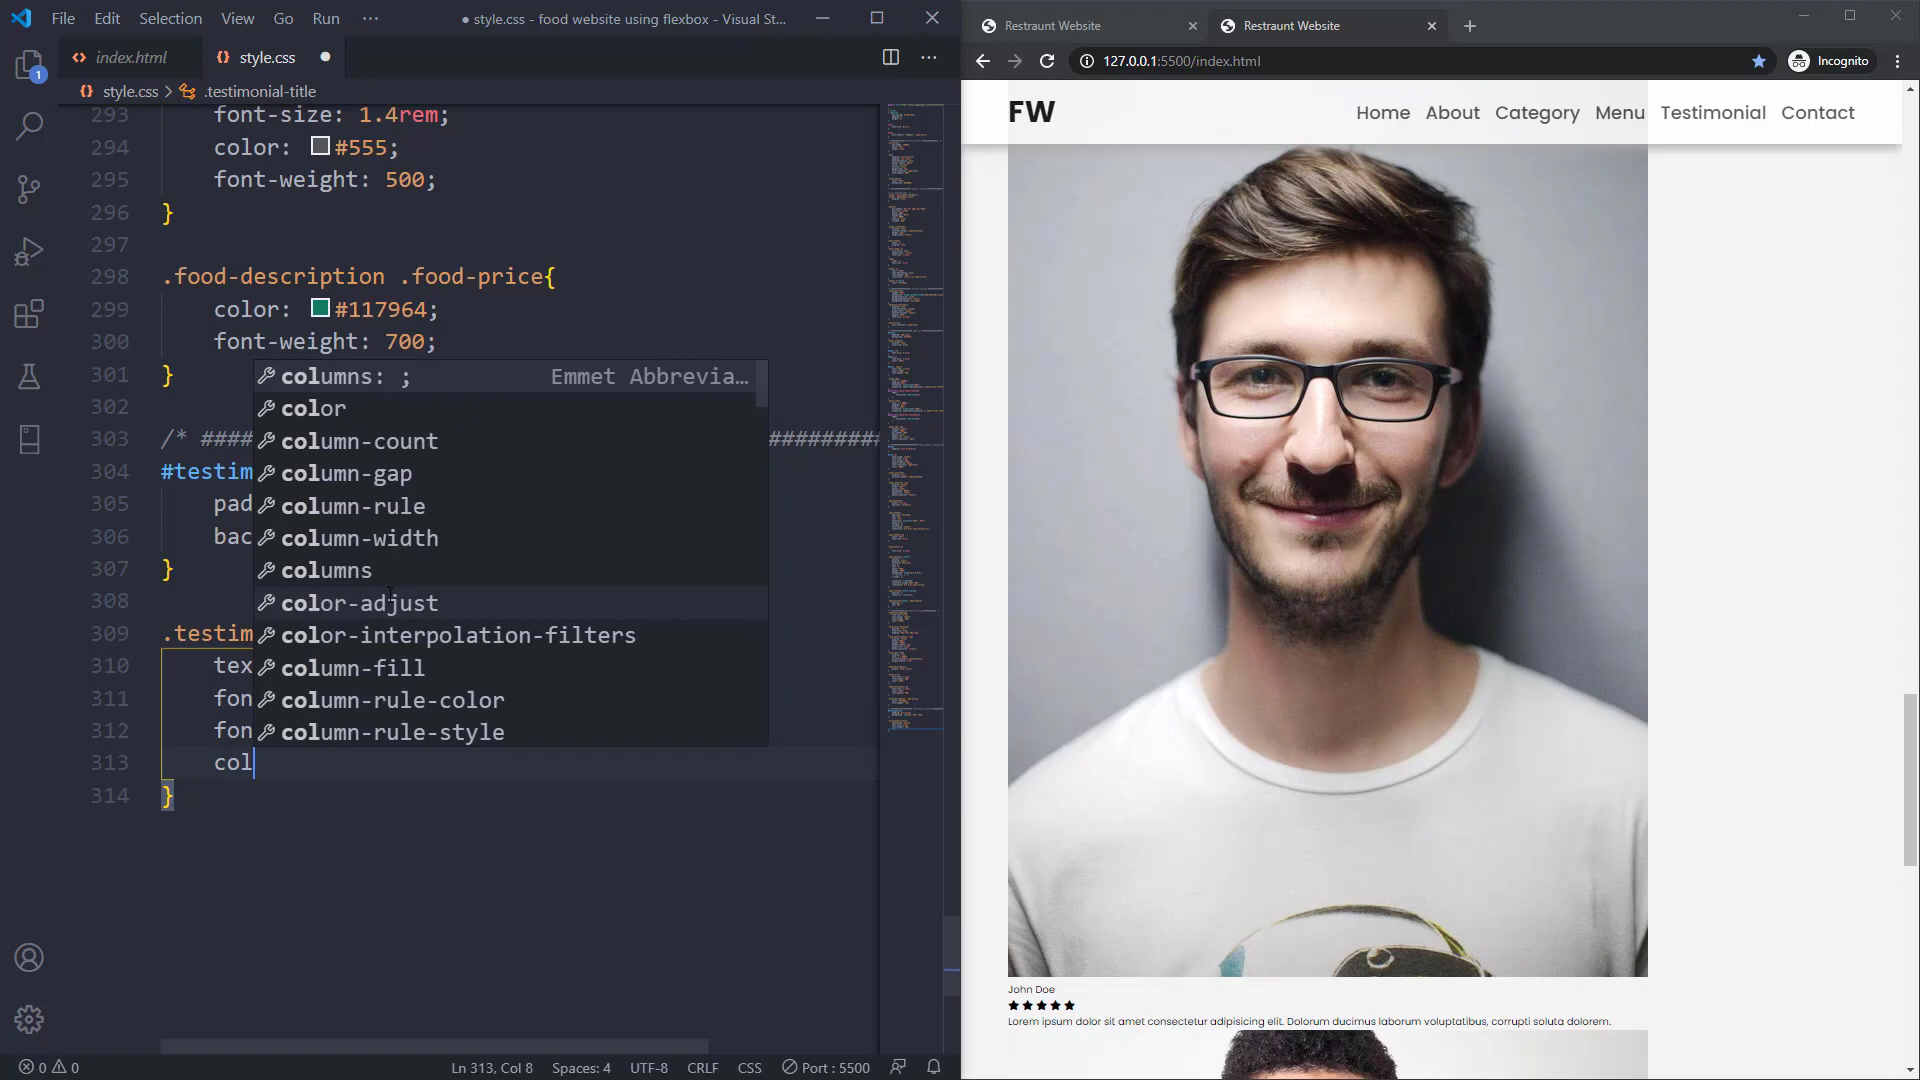 File Edit Selection View Go Run ···
● style.css - food website using flexbox - Visual St...
index.html
style.css
style.css > .testimonial-title
293 font-size: 1.4rem;
294 color: #555;
295 font-weight: 500;
296 }
297
298 .food-description .food-price{
299 color: #117964;
300 font-weight: 700;
301 }
302
303 /* ####
#########
304 #testim
305 pad
306 bac
307 }
308
309 .testim
310 tex
311 fon
312 fon
313 col
314 }
columns: ; Emmet Abbrevia...
color
column-count
column-gap
column-rule
column-width
columns
color-adjust
color-interpolation-filters
column-fill
column-rule-color
column-rule-style
1
0 0
Ln 313, Col 8 Spaces: 4 UTF-8 CRLF CSS Port : 5500
Restraunt Website
Restraunt Website
127.0.0.1:5500/index.html
Incognito
FW
Home About Category Menu Testimonial Contact
John Doe
★★★★★
Lorem ipsum dolor sit amet consectetur adipisicing elit. Dolorum ducimus laborum voluptatibus, corrupti soluta dolorem.